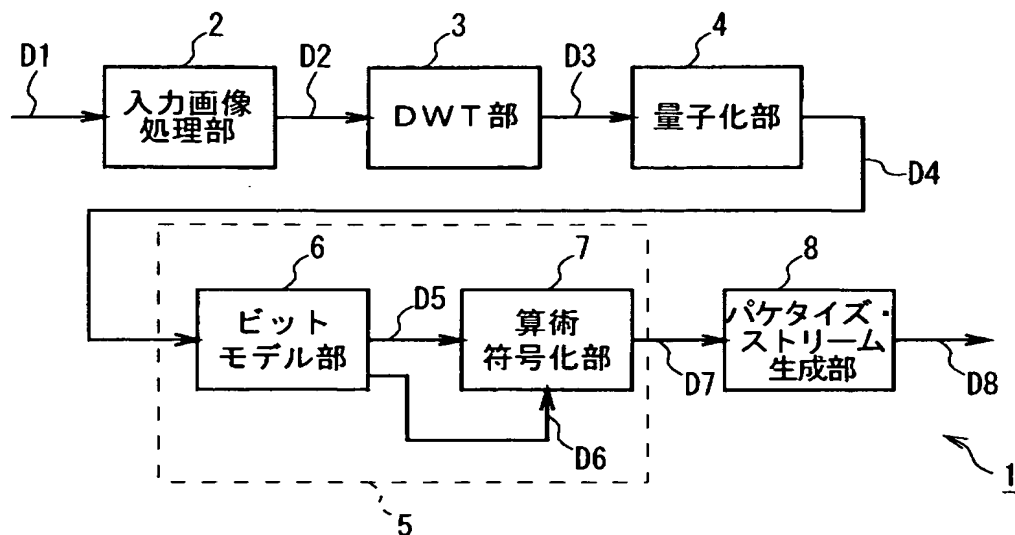 2
3
4
D1
D2
D3
入力画像
処理部
DWT部
量子化部
D4
6
7
8
D5
ビット
モデル部
算術
符号化部
パケタイズ・
ストリーム
生成部
D7
D8
D6
5
1